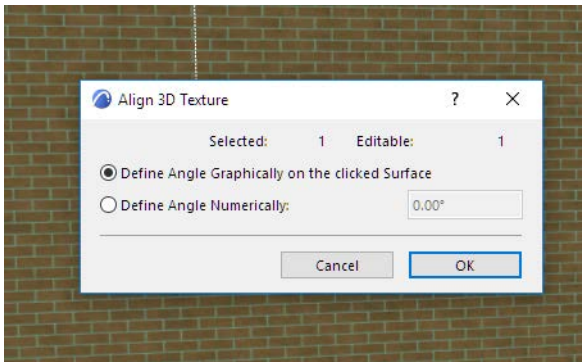 Align 3D Texture ? ×
Selected: 1 Editable: 1
Define Angle Graphically on the clicked Surface
Define Angle Numerically: 0.00°
Cancel OK